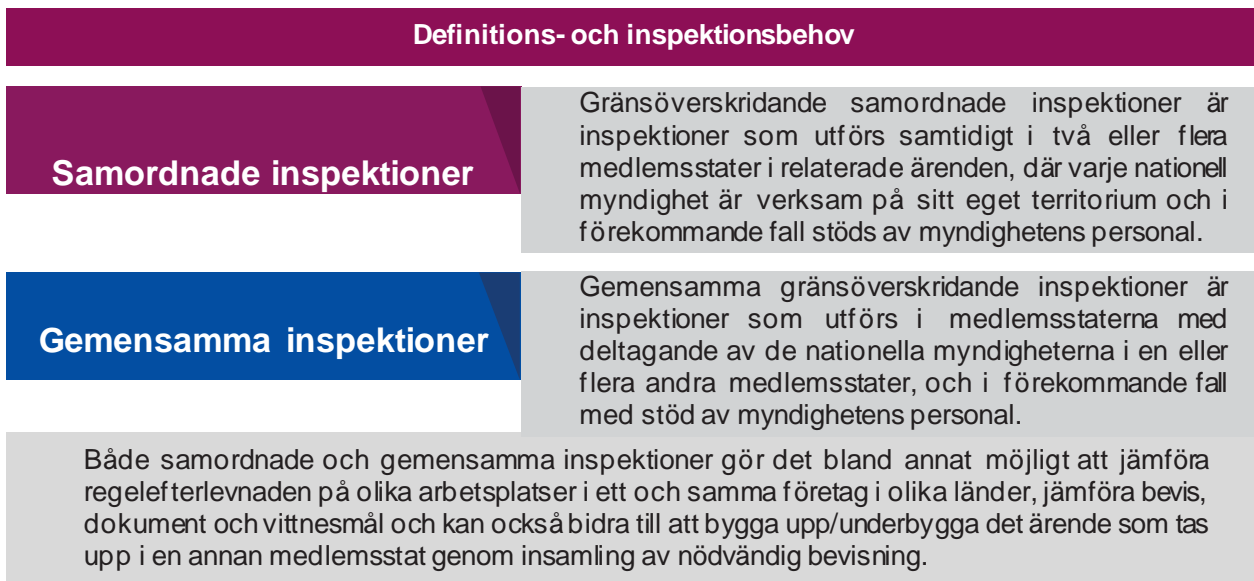 Definitions- och inspektionsbehov
Samordnade inspektioner
Gränsöverskridande samordnade inspektioner är
inspektioner som utförs samtidigt i två eller flera
medlemsstater i relaterade ärenden, där varje nationell
myndighet är verksam på sitt eget territorium och i
förekommande fall stöds av myndighetens personal.
Gemensamma inspektioner
Gemensamma gränsöverskridande inspektioner är
inspektioner som utförs i medlemsstaterna med
deltagande av de nationella myndigheterna i en eller
flera andra medlemsstater, och i förekommande fall
med stöd av myndighetens personal.
Både samordnade och gemensamma inspektioner gör det bland annat möjligt att jämföra
regelefterlevnaden på olika arbetsplatser i ett och samma företag i olika länder, jämföra bevis,
dokument och vittnesmål och kan också bidra till att bygga upp/underbygga det ärende som tas
upp i en annan medlemsstat genom insamling av nödvändig bevisning.